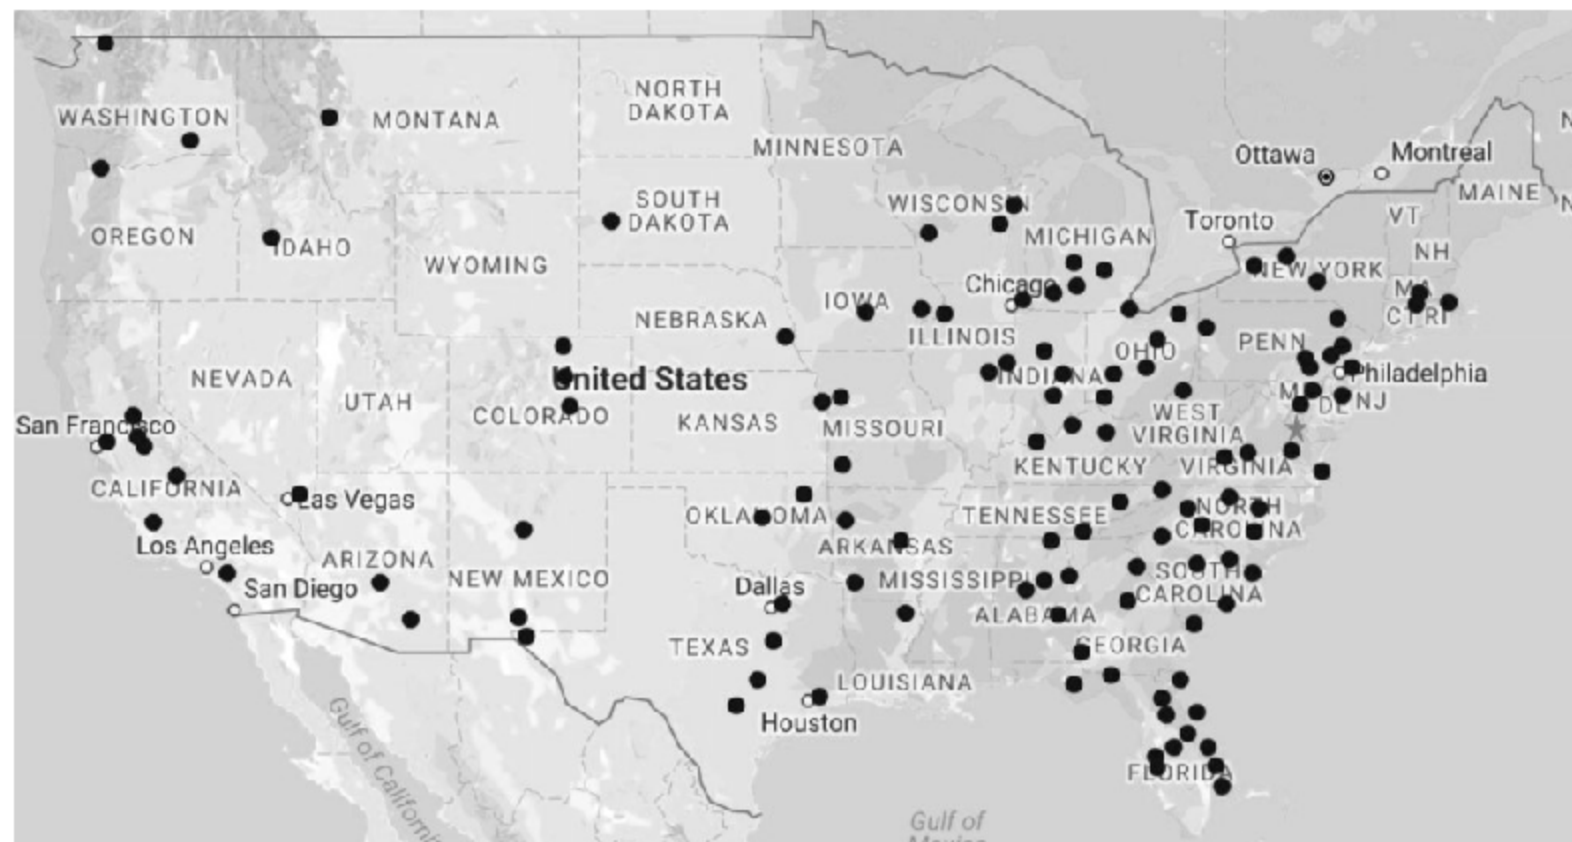 NORTH
DAKOTA
WASHINGTON
MONTANA
MINNESOTA
Ottawa
Montreal
MAINE
WISCONSIN
SOUTH
DAKOTA
VT
Toronto
OREGON
IDAHO
MICHIGAN
NH
WYOMING
NEW YORK
Chicago
MA
IOWA
CT RI
NEBRASKA
ILLINOIS
OHIO
PENN
NEVADA
United States
INDIANA
Philadelphia
UTAH
COLORADO
DE NJ
San Francisco
KANSAS
MISSOURI
WEST
VIRGINIA
KENTUCKY
VIRGINIA
CALIFORNIA
Las Vegas
OKLAHOMA
TENNESSEE
NORTH
CAROLINA
Los Angeles
ARIZONA
ARKANSAS
NEW MEXICO
San Diego
Dallas
MISSISSIPPI
SOUTH
CAROLINA
ALABAMA
TEXAS
GEORGIA
LOUISIANA
Houston
Gulf of California
FLORIDA
Gulf of